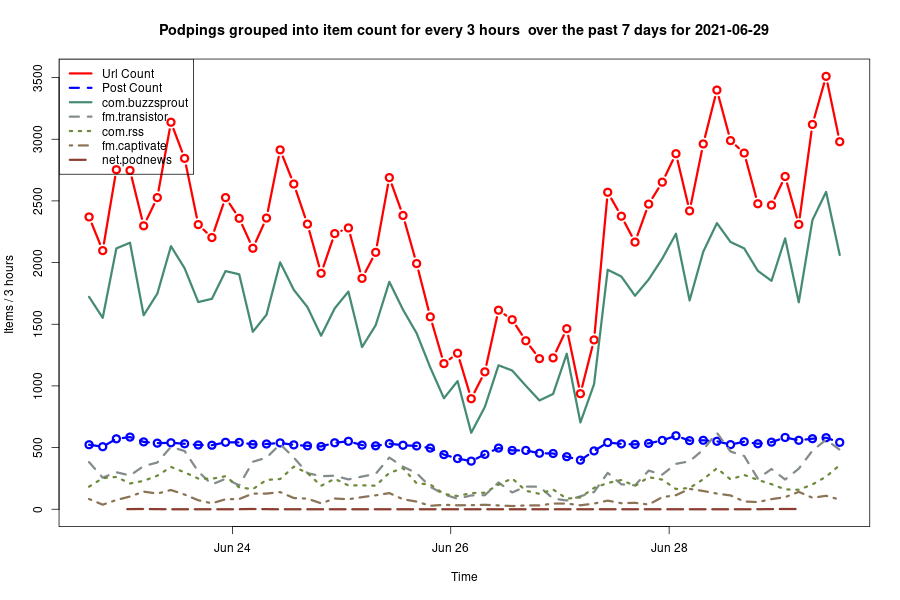 Podpings grouped into item count for every 3 hours  over the past 7 days for 2021-06-29
Url Count
Post Count
com.buzzsprout
fm.transistor
com.rss
fm.captivate
net.podnews
Items / 3 hours
3500
3000
2500
2000
1500
1000
500
0
Jun 24
Jun 26
Jun 28
Time